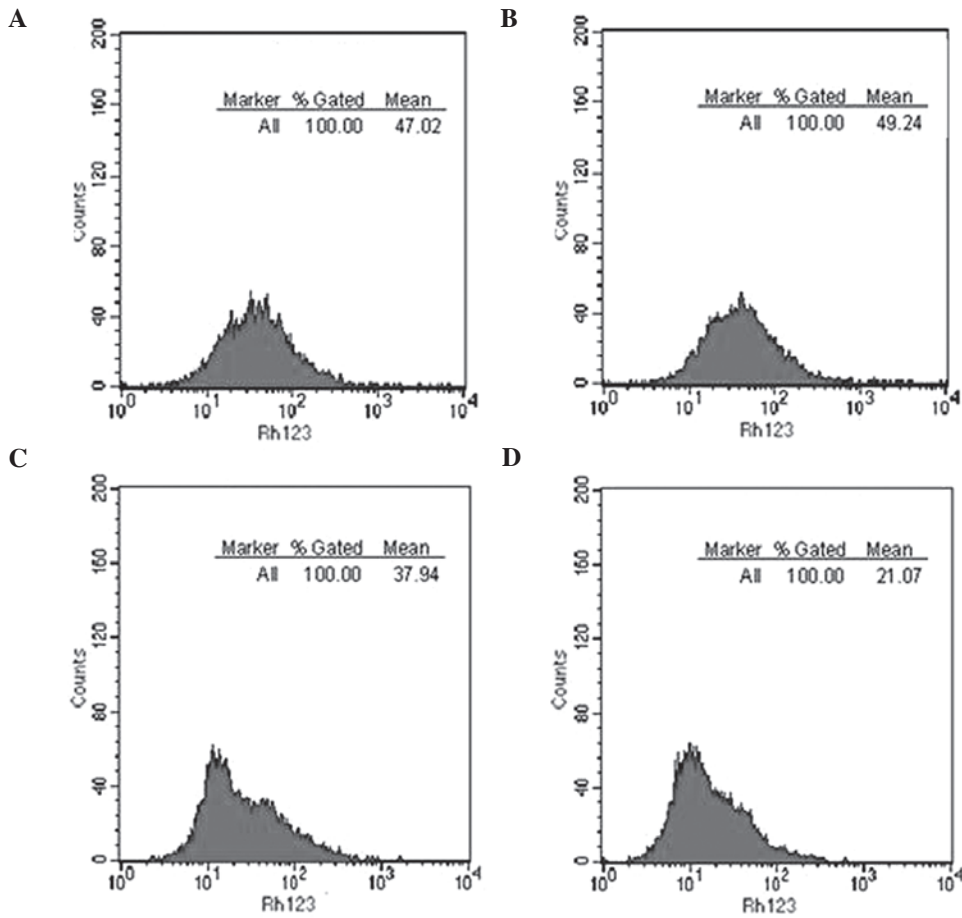 A
200
160
120
80
40
0
Counts
Marker % Gated Mean
All 100.00 47.02
10^0 10^1 10^2 10^3 10^4
Rh123
B
200
160
120
80
40
0
Counts
Marker % Gated Mean
All 100.00 49.24
10^0 10^1 10^2 10^3 10^4
Rh123
C
200
160
120
80
40
0
Counts
Marker % Gated Mean
All 100.00 37.94
10^0 10^1 10^2 10^3 10^4
Rh123
D
200
160
120
80
40
0
Counts
Marker % Gated Mean
All 100.00 21.07
10^0 10^1 10^2 10^3 10^4
Rh123